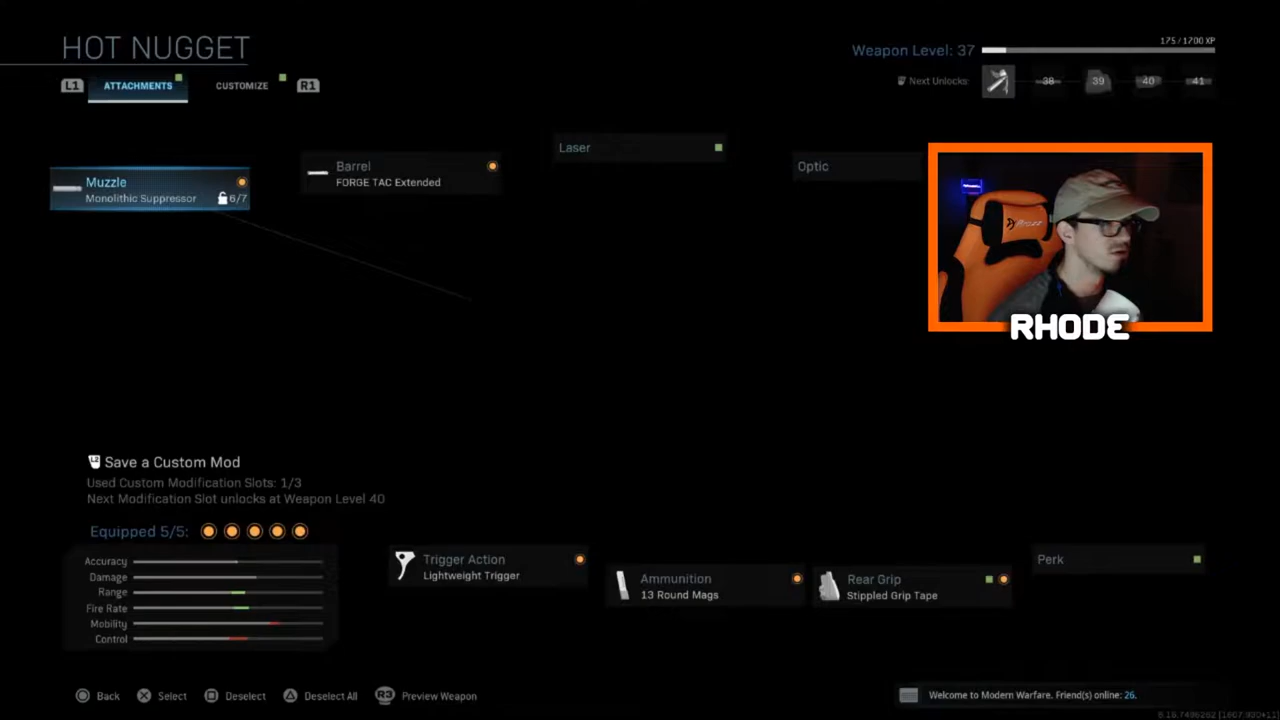 HOT NUGGET
175/1700 XP
Weapon Level: 37
L1
ATTACHMENTS
CUSTOMIZE
R1
Next Unlocks:
38
39
40
41
Laser
Muzzle
Monolithic Suppressor
6/7
Barrel
FORGE TAC Extended
Optic
RHODE
L2 Save a Custom Mod
Used Custom Modification Slots: 1/3
Next Modification Slot unlocks at Weapon Level 40
Equipped 5/5:
Accuracy
Damage
Range
Fire Rate
Mobility
Control
Trigger Action
Lightweight Trigger
Ammunition
13 Round Mags
Rear Grip
Stippled Grip Tape
Perk
Back
Select
Deselect
Deselect All
R3 Preview Weapon
Welcome to Modern Warfare. Friend(s) online: 26.